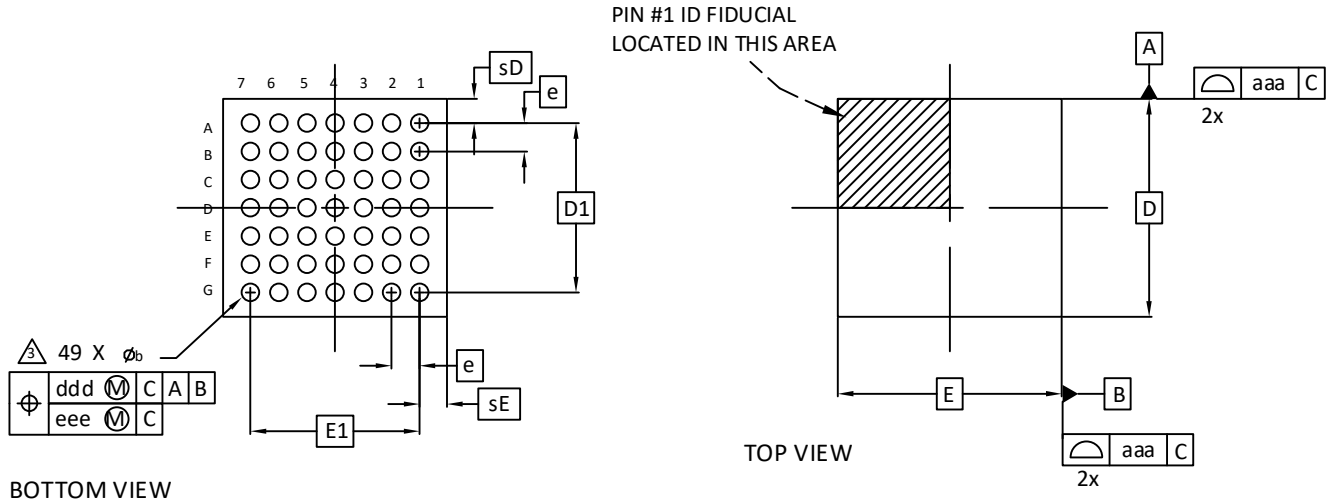 PIN #1 ID FIDUCIAL
LOCATED IN THIS AREA
sD
7 6 5 4 3 2 1
e
A
B
C
D
E
F
G
D1
3 49 X øb
ddd M C A B
eee M C
e
sE
E1
BOTTOM VIEW
A
aaa C
2x
D
E
B
aaa C
2x
TOP VIEW